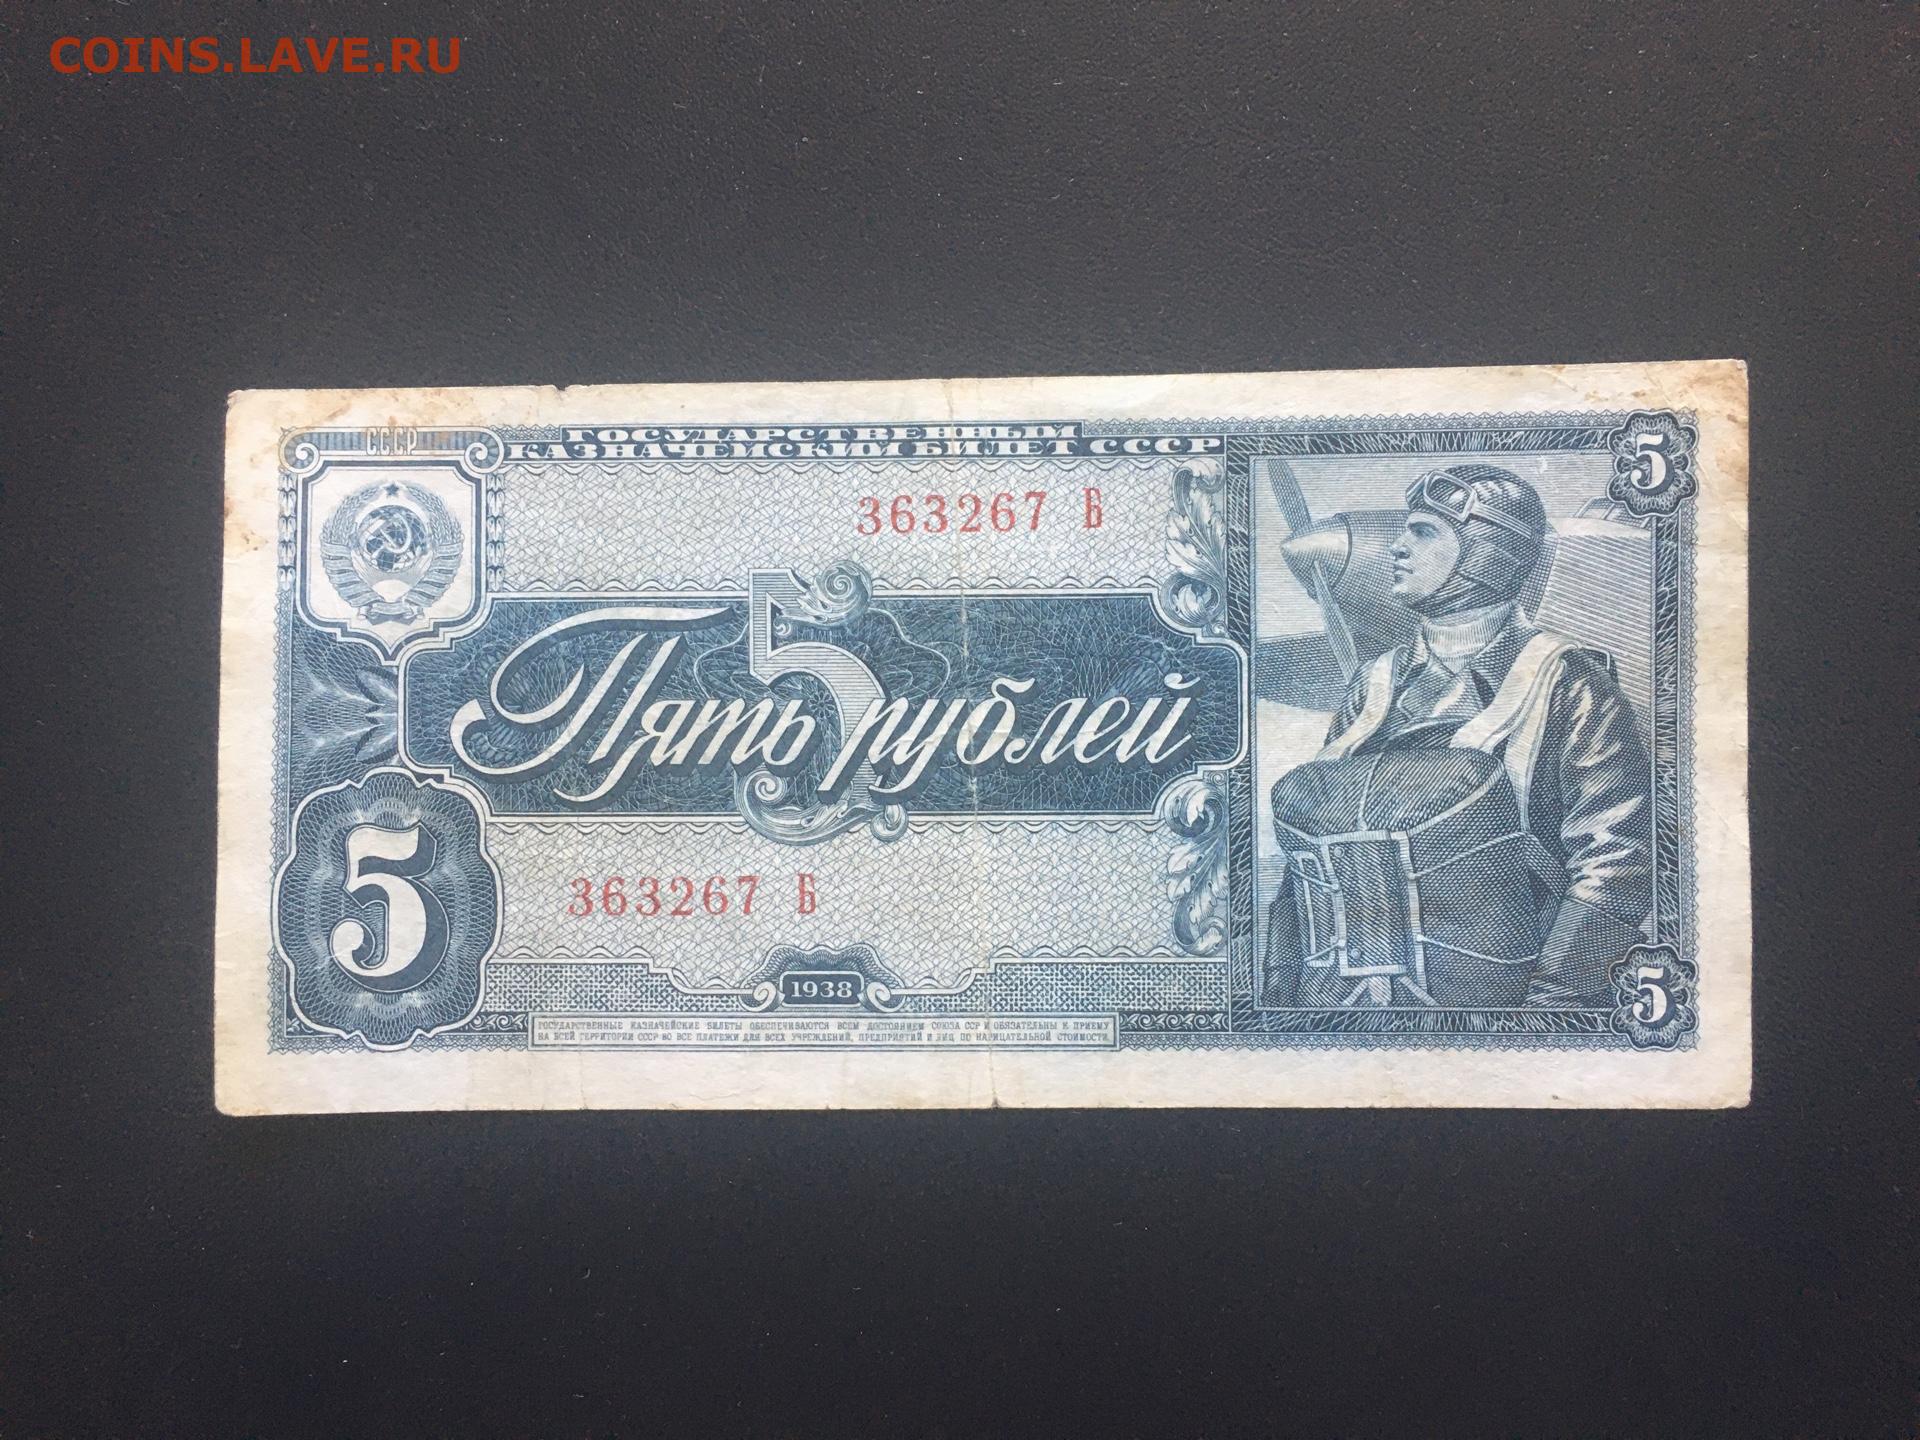 COINS.LAVE.RU
СССР
ГОСУДАРСТВЕННЫЙ
КАЗНАЧЕЙСКИЙ БИЛЕТ СССР
5
363267 Б
5
Пять рублей
5
363267 Б
1938
5
ГОСУДАРСТВЕННЫЕ КАЗНАЧЕЙСКИЕ БИЛЕТЫ ОБЕСПЕЧИВАЮТСЯ ВСЕМ ДОСТОЯНИЕМ СОЮЗА ССР И ОБЯЗАТЕЛЬНЫ К ПРИЕМУ
НА ВСЕЙ ТЕРРИТОРИИ СССР ВО ВСЕ ПЛАТЕЖИ ДЛЯ ВСЕХ УЧРЕЖДЕНИЙ, ПРЕДПРИЯТИЙ И ЛИЦ ПО НАРИЦАТЕЛЬНОЙ СТОИМОСТИ